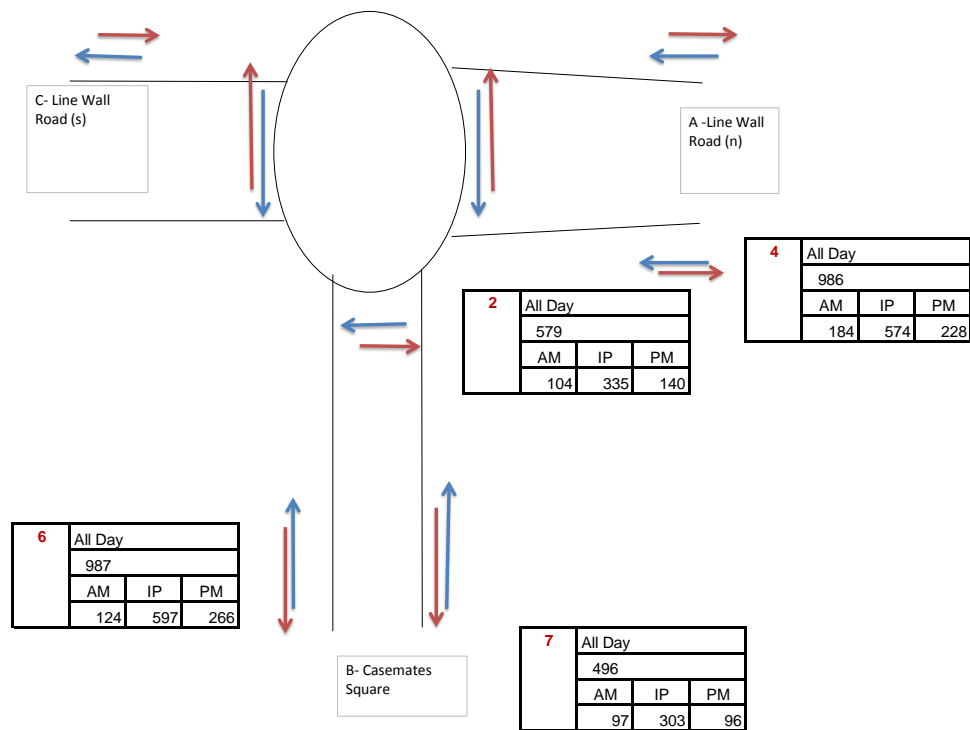 C- Line Wall
Road (s)
A -Line Wall
Road (n)
4 All Day
986
AM IP PM
184 574 228
2 All Day
579
AM IP PM
104 335 140
6 All Day
987
AM IP PM
124 597 266
B- Casemates
Square
7 All Day
496
AM IP PM
97 303 96